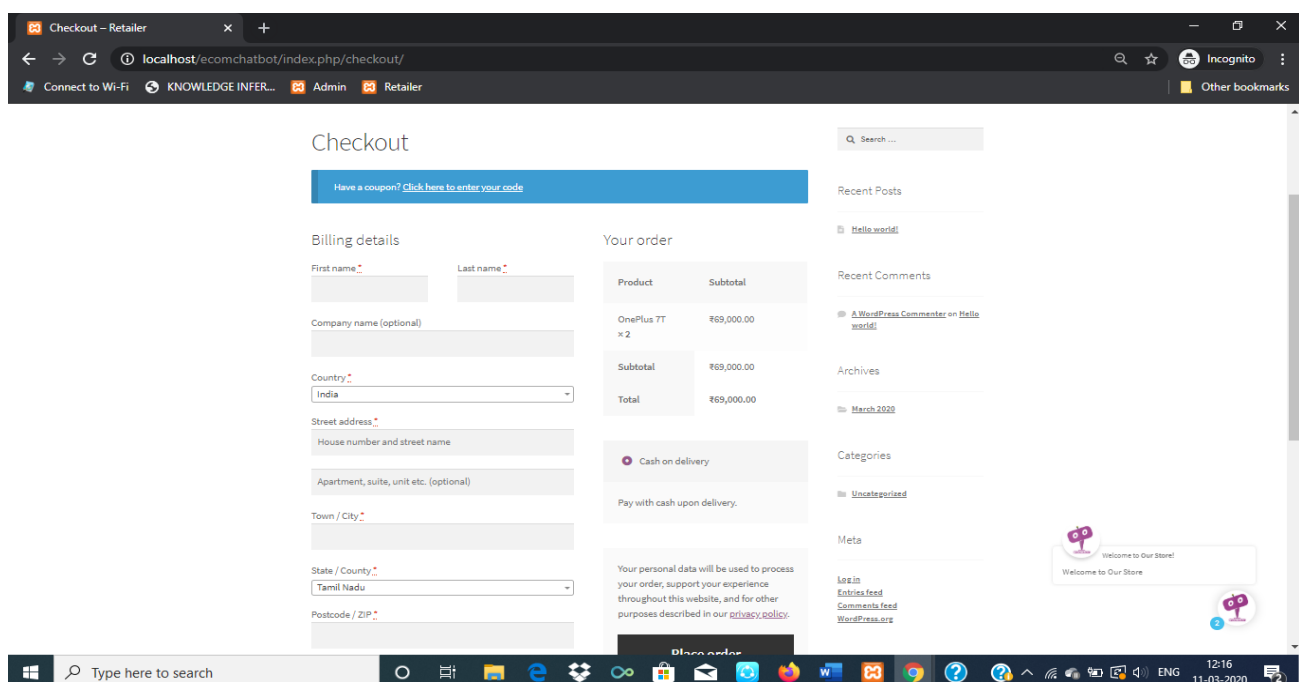 Checkout – Retailer
localhost/ecomchatbot/index.php/checkout/
Incognito
Connect to Wi-Fi
KNOWLEDGE INFER...
Admin
Retailer
Other bookmarks
Checkout
Have a coupon? Click here to enter your code
Billing details
First name *
Last name *
Company name (optional)
Country *
India
Street address *
House number and street name
Apartment, suite, unit etc. (optional)
Town / City *
State / County *
Tamil Nadu
Postcode / ZIP *
Your order
Product Subtotal
OnePlus 7T ₹69,000.00
× 2
Subtotal ₹69,000.00
Total ₹69,000.00
Cash on delivery
Pay with cash upon delivery.
Your personal data will be used to process
your order, support your experience
throughout this website, and for other
purposes described in our privacy policy.
Place order
Search ...
Recent Posts
Hello world!
Recent Comments
A WordPress Commenter on Hello
world!
Archives
March 2020
Categories
Uncategorized
Meta
Log in
Entries feed
Comments feed
WordPress.org
Welcome to Our Store!
Welcome to Our Store
2
Type here to search
ENG
12:16
11-03-2020
2